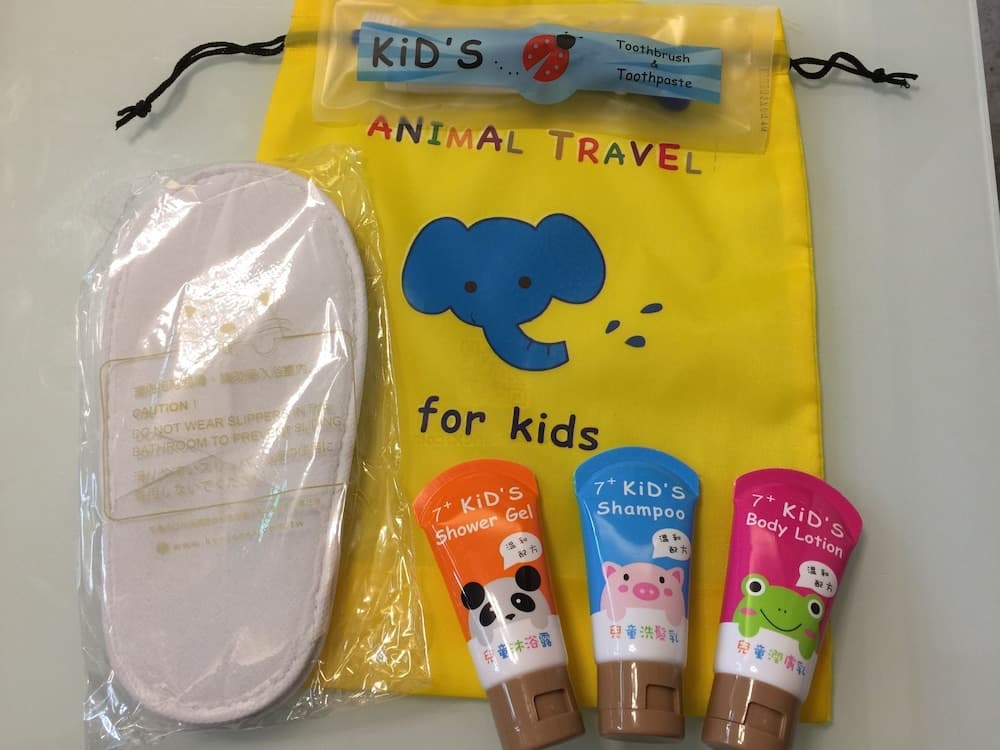 KiD'S
Toothbrush
&
Toothpaste
ANIMAL TRAVEL
for kids
CAUTION!
DO NOT WEAR SLIPPERS IN THE
BATHROOM TO PREVENT SLIDING
7+ KiD'S
Shower Gel
溫和
配方
兒童沐浴露
7+ KiD'S
Shampoo
溫和
配方
兒童洗髮乳
7+ KiD'S
Body Lotion
溫和
配方
兒童潤膚乳